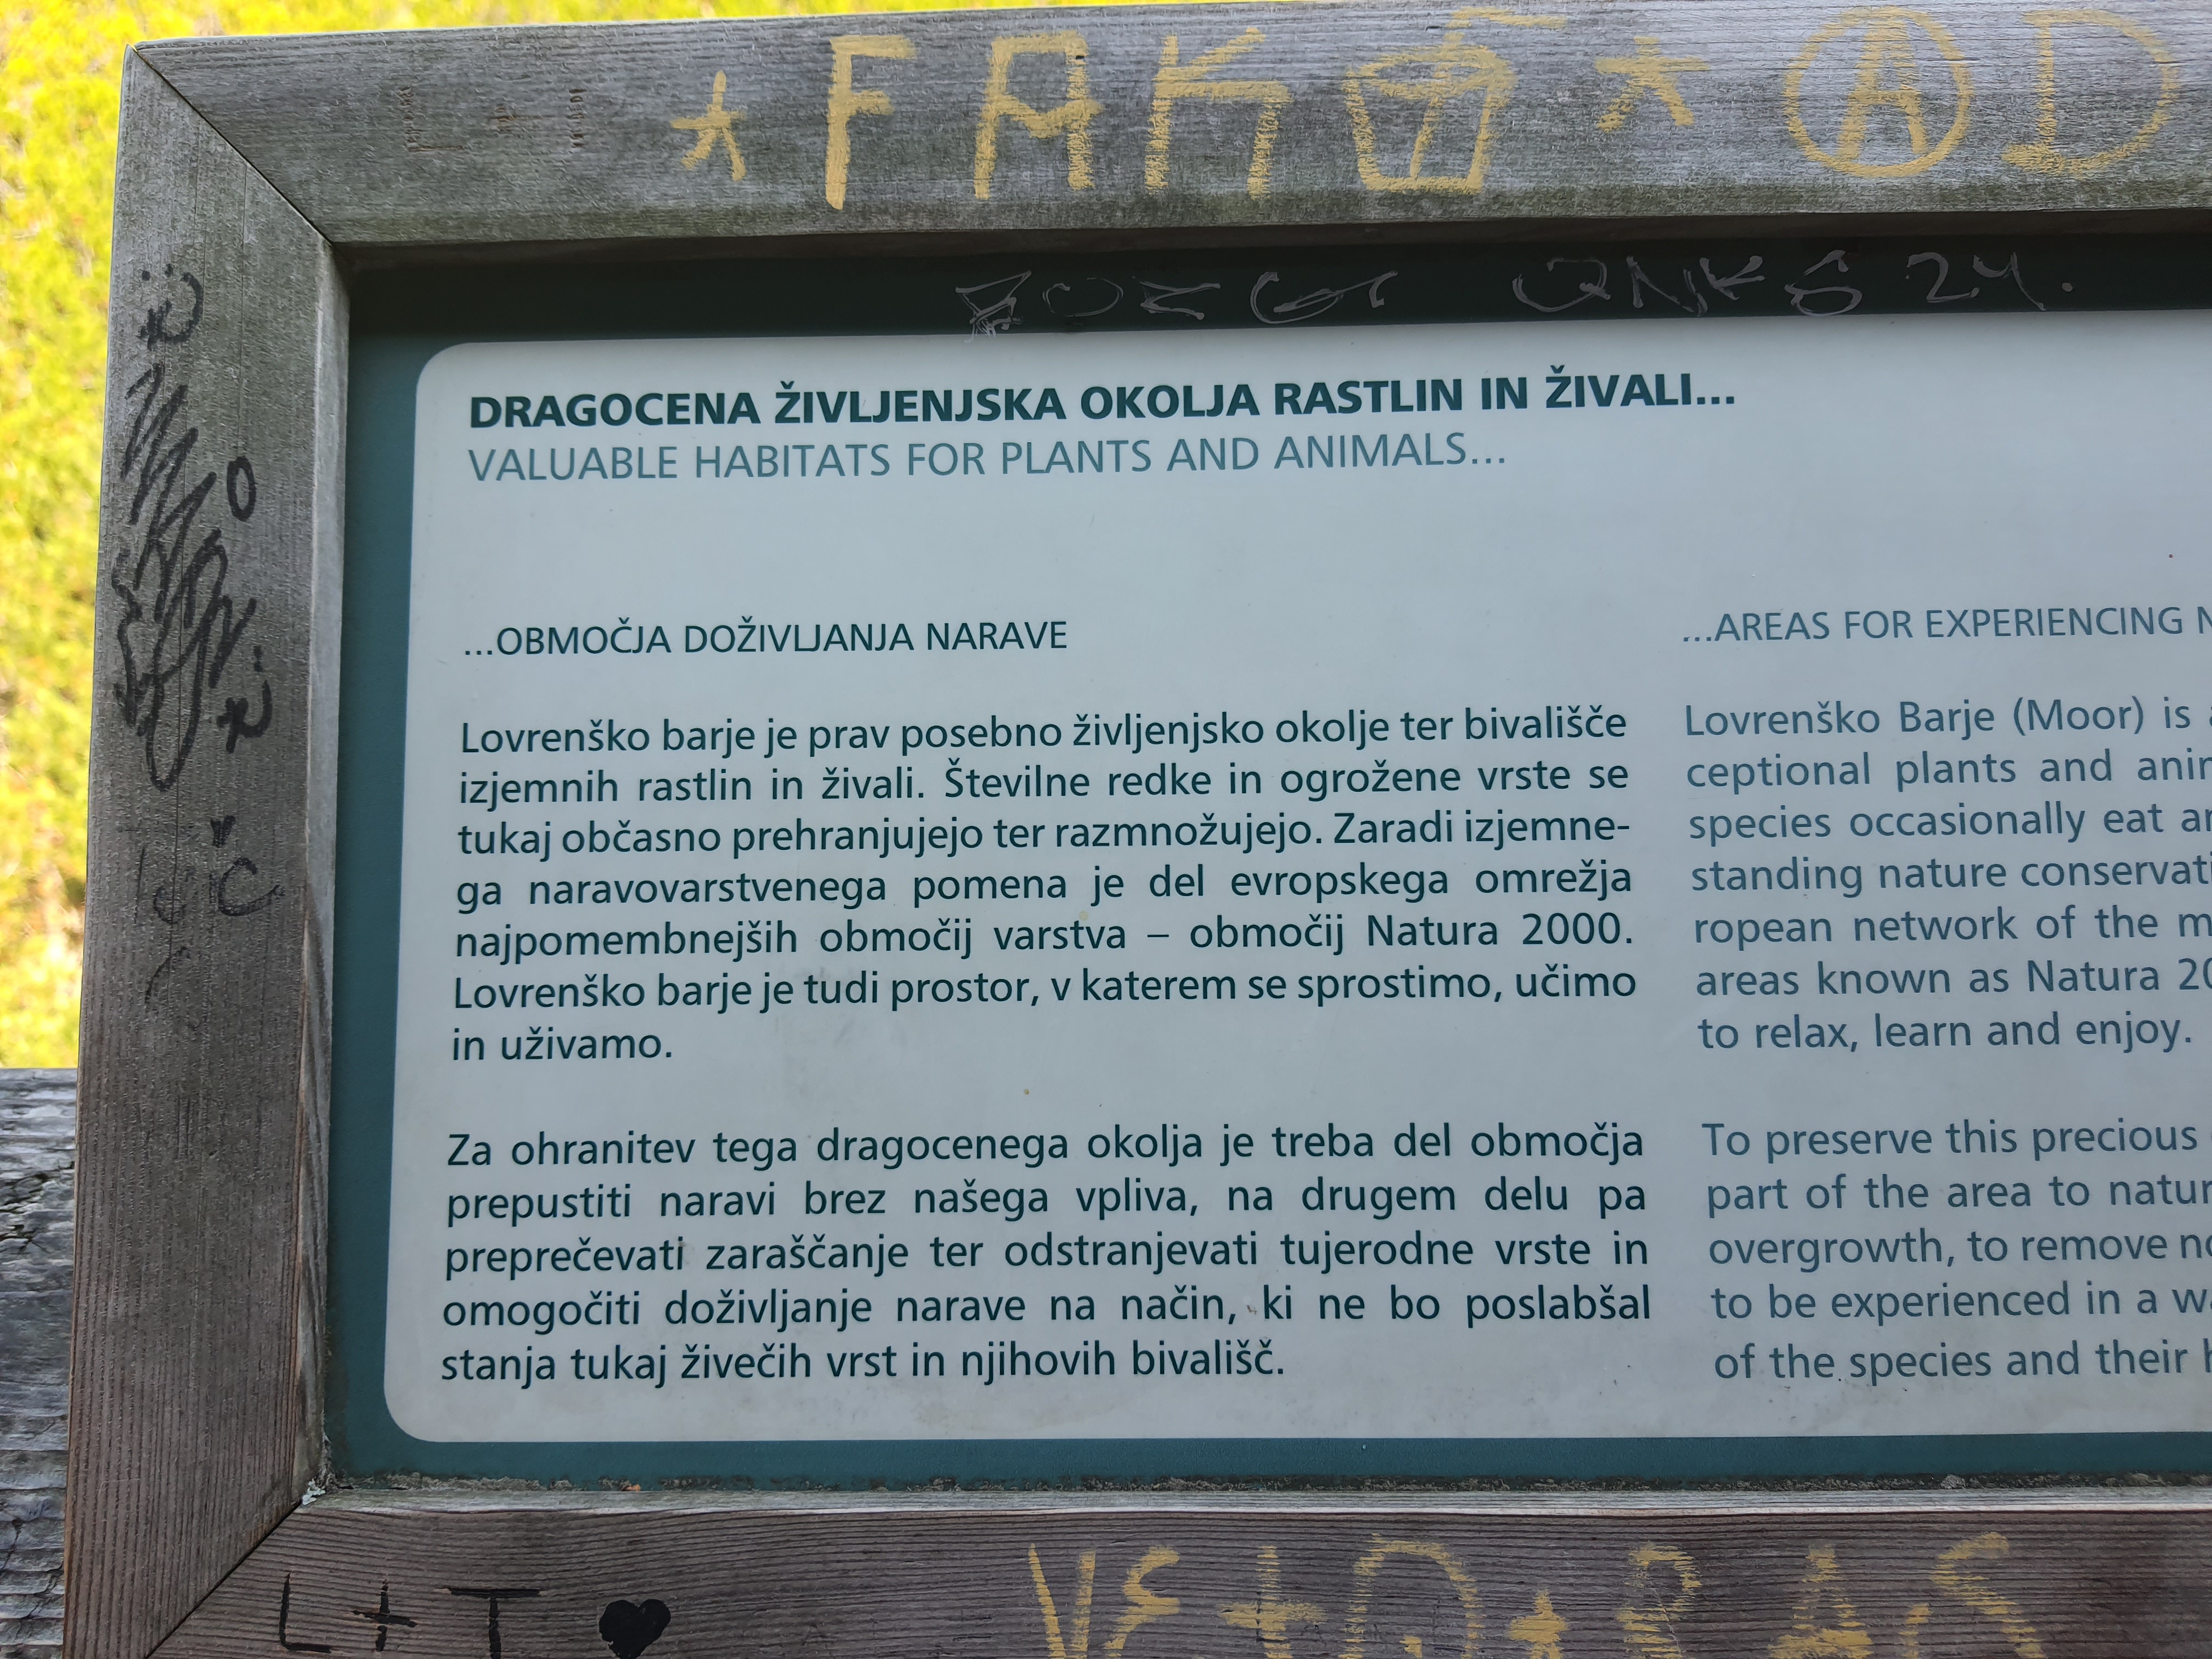 FAK
A D
24.
DRAGOCENA ŽIVLJENJSKA OKOLJA RASTLIN IN ŽIVALI...
VALUABLE HABITATS FOR PLANTS AND ANIMALS...
...OBMOČJA DOŽIVLJANJA NARAVE
Lovrenško barje je prav posebno življenjsko okolje ter bivališče
izjemnih rastlin in živali. Številne redke in ogrožene vrste se
tukaj občasno prehranjujejo ter razmnožujejo. Zaradi izjemne-
ga naravovarstvenega pomena je del evropskega omrežja
najpomembnejših območij varstva – območij Natura 2000.
Lovrenško barje je tudi prostor, v katerem se sprostimo, učimo
in uživamo.
Za ohranitev tega dragocenega okolja je treba del območja
prepustiti naravi brez našega vpliva, na drugem delu pa
preprečevati zaraščanje ter odstranjevati tujerodne vrste in
omogočiti doživljanje narave na način, ki ne bo poslabšal
stanja tukaj živečih vrst in njihovih bivališč.
...AREAS FOR EXPERIENCING
Lovrenško Barje (Moor) is
ceptional plants and
species occasionally eat
standing nature
ropean network of the
areas known as Natura
to relax, learn and enjoy.
To preserve this precious
part of the area to
overgrowth, to remove
to be experienced in a
of the species and their
L+T ♥